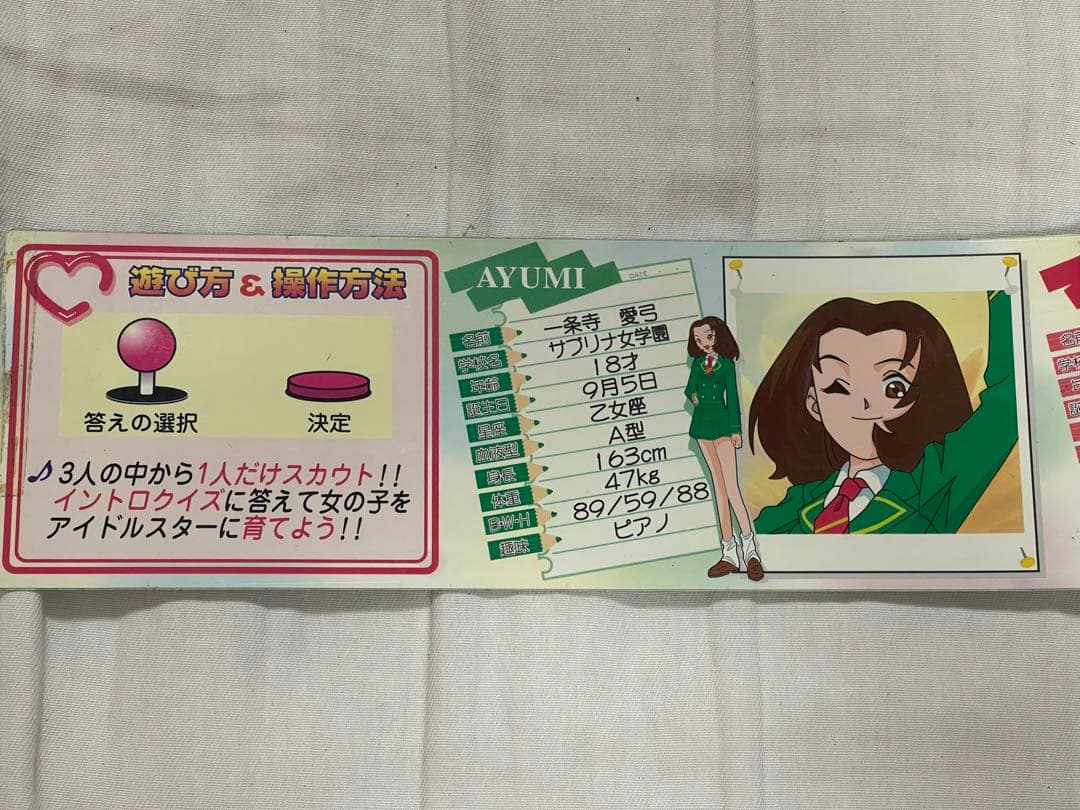 遊び方&操作方法
答えの選択
決定
♪3人の中から1人だけスカウト!!
イントロクイズに答えて女の子を
アイドルスターに育てよう!!
AYUMI
DATE
名前 一条寺 愛弓
学校名 サブリナ女学園
年齢 18才
誕生日 9月5日
星座 乙女座
血液型 A型
身長 163cm
体重 47kg
B・W・H 89/59/88
趣味 ピアノ
名前